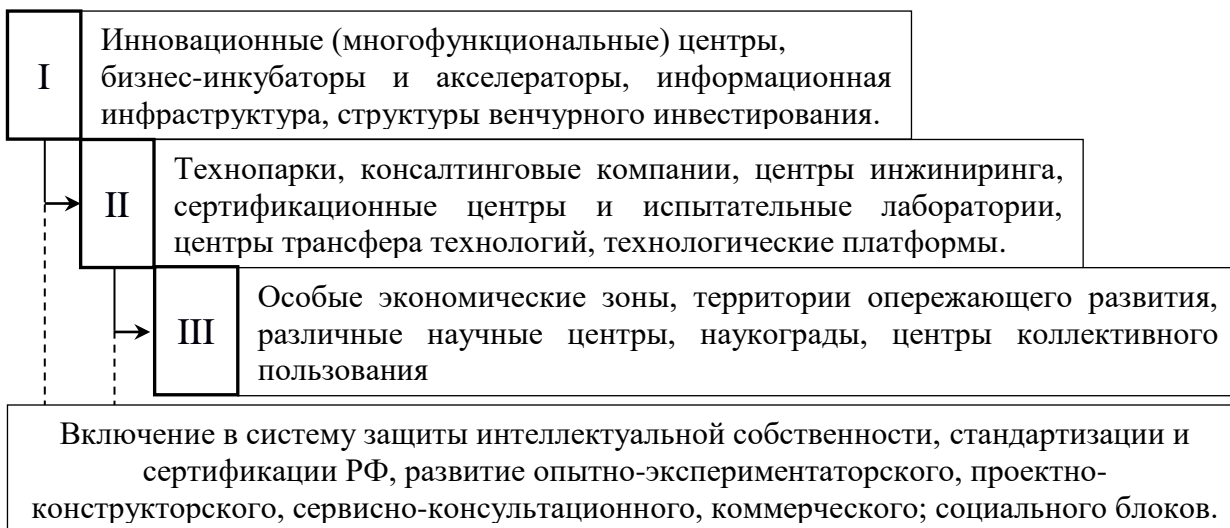 I
Инновационные (многофункциональные) центры,
бизнес-инкубаторы и акселераторы, информационная
инфраструктура, структуры венчурного инвестирования.
II
Технопарки, консалтинговые компании, центры инжиниринга,
сертификационные центры и испытательные лаборатории,
центры трансфера технологий, технологические платформы.
III
Особые экономические зоны, территории опережающего развития,
различные научные центры, наукограды, центры коллективного
пользования
Включение в систему защиты интеллектуальной собственности, стандартизации и
сертификации РФ, развитие опытно-экспериментаторского, проектно-
конструкторского, сервисно-консультационного, коммерческого; социального блоков.